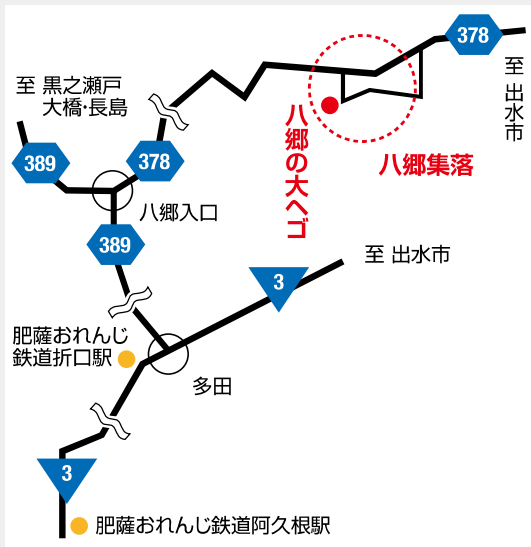 378
至 黒之瀬戸
大橋・長島
至 出水市
八郷の大ヘゴ
389
378
八郷集落
八郷入口
389
至 出水市
3
肥薩おれんじ
鉄道折口駅
多田
3
肥薩おれんじ鉄道阿久根駅